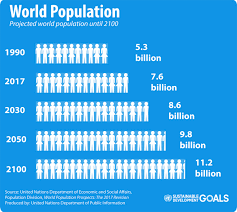 World Population
Projected world population until 2100
1990
5.3
billion
2017
7.6
billion
2030
8.6
billion
2050
9.8
billion
2100
11.2
billion
Source: United Nations Department of Economic and Social Affairs,
Population Division, World Population Prospects: The 2017 Revision
Produced by: United Nations Department of Public Information
SUSTAINABLE
DEVELOPMENT
GOALS